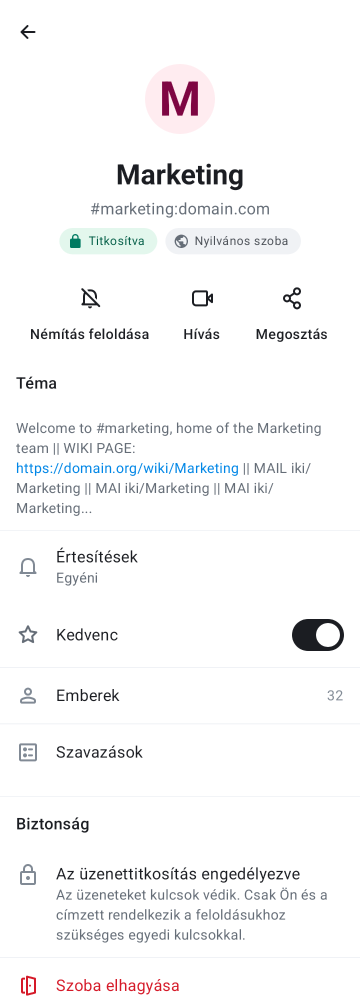 M
Marketing
#marketing:domain.com
Titkosítva
Nyilvános szoba
Némítás feloldása
Hívás
Megosztás
Téma
Welcome to #marketing, home of the Marketing
team || WIKI PAGE:
https://domain.org/wiki/Marketing || MAIL iki/
Marketing || MAI iki/Marketing || MAI iki/
Marketing...
Értesítések
Egyéni
Kedvenc
Emberek
32
Szavazások
Biztonság
Az üzenettitkosítás engedélyezve
Az üzeneteket kulcsok védik. Csak Ön és a
címzett rendelkezik a feloldásukhoz
szükséges egyedi kulcsokkal.
Szoba elhagyása